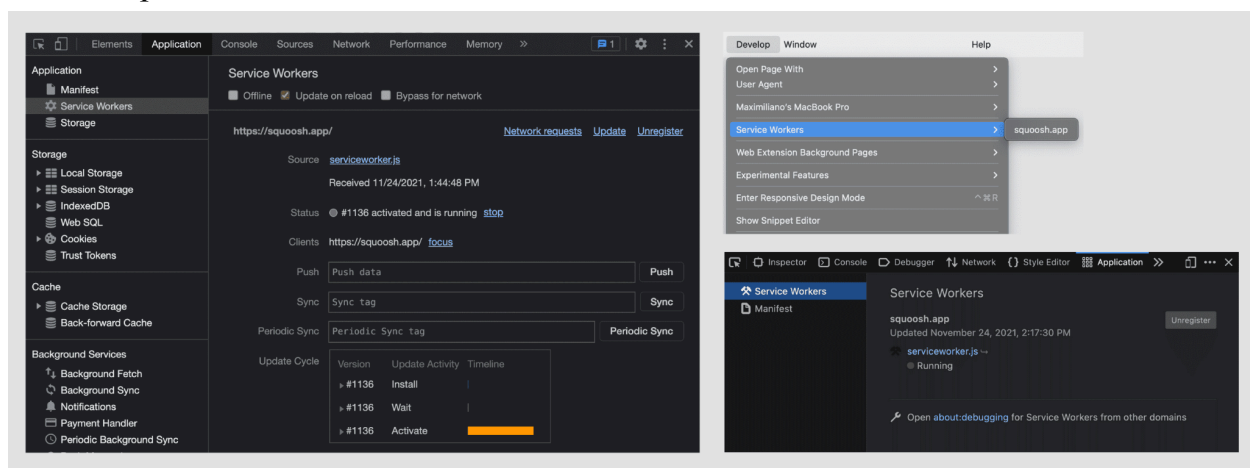 Elements Application Console Sources Network Performance Memory » 1
Application
Manifest
Service Workers
Storage
Storage
Local Storage
Session Storage
IndexedDB
Web SQL
Cookies
Trust Tokens
Cache
Cache Storage
Back-forward Cache
Background Services
Background Fetch
Background Sync
Notifications
Payment Handler
Periodic Background Sync
Service Workers
Offline Update on reload Bypass for network
https://squoosh.app/ Network requests Update Unregister
Source serviceworker.js
Received 11/24/2021, 1:44:48 PM
Status #1136 activated and is running stop
Clients https://squoosh.app/ focus
Push Push data Push
Sync Sync tag Sync
Periodic Sync Periodic Sync tag Periodic Sync
Update Cycle Version Update Activity Timeline
#1136 Install
#1136 Wait
#1136 Activate
Develop Window Help
Open Page With
User Agent
Maximiliano's MacBook Pro
Service Workers squoosh.app
Web Extension Background Pages
Experimental Features
Enter Responsive Design Mode ^⌘R
Show Snippet Editor
Inspector Console Debugger Network {} Style Editor Application »
Service Workers
Manifest
Service Workers
squoosh.app Unregister
Updated November 24, 2021, 2:17:30 PM
serviceworker.js
Running
Open about:debugging for Service Workers from other domains